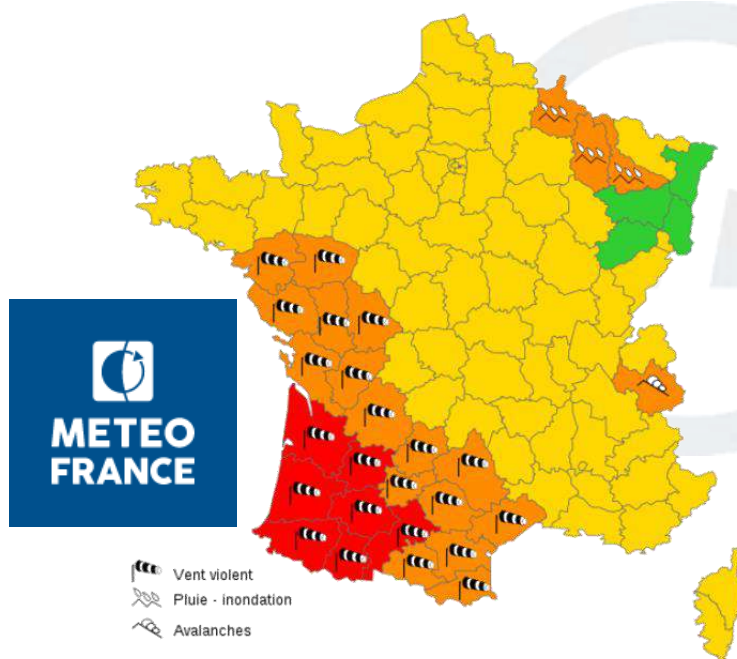 METEO
FRANCE
Vent violent
Pluie - inondation
Avalanches